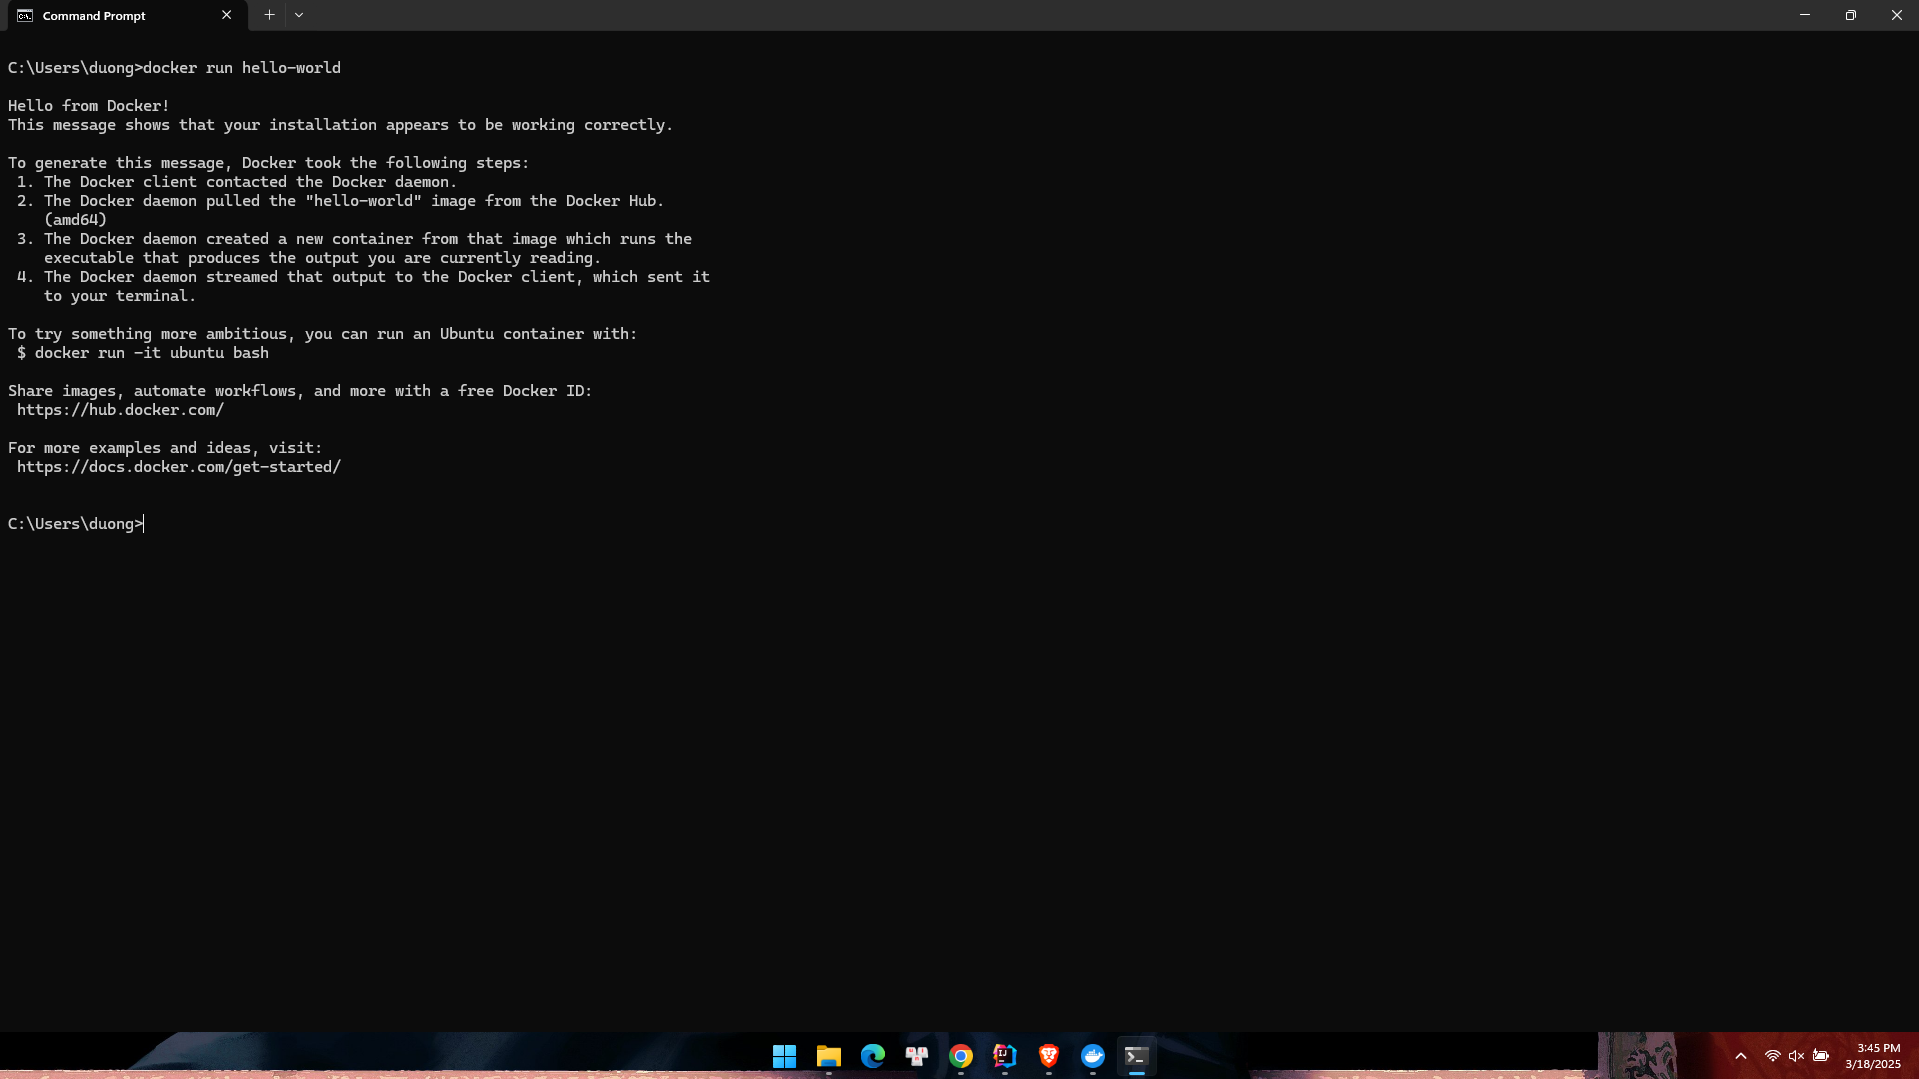 Command Prompt
C:\Users\duong>docker run hello-world
Hello from Docker!
This message shows that your installation appears to be working correctly.
To generate this message, Docker took the following steps:
1. The Docker client contacted the Docker daemon.
2. The Docker daemon pulled the "hello-world" image from the Docker Hub.
(amd64)
3. The Docker daemon created a new container from that image which runs the
executable that produces the output you are currently reading.
4. The Docker daemon streamed that output to the Docker client, which sent it
to your terminal.
To try something more ambitious, you can run an Ubuntu container with:
$ docker run -it ubuntu bash
Share images, automate workflows, and more with a free Docker ID:
https://hub.docker.com/
For more examples and ideas, visit:
https://docs.docker.com/get-started/
C:\Users\duong>
3:45 PM
3/18/2025